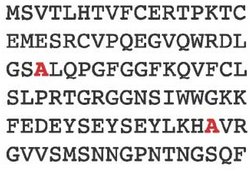 MSVTLHTVFCERTPKTC
EMESRCVPQEGVQWRDL
GSALQPGFGGFKQVFCL
SLPRTGRGGNSIWWGKK
FEDEYSEYSEYLKHAVR
GVVSMSNNGPNTNGSQF